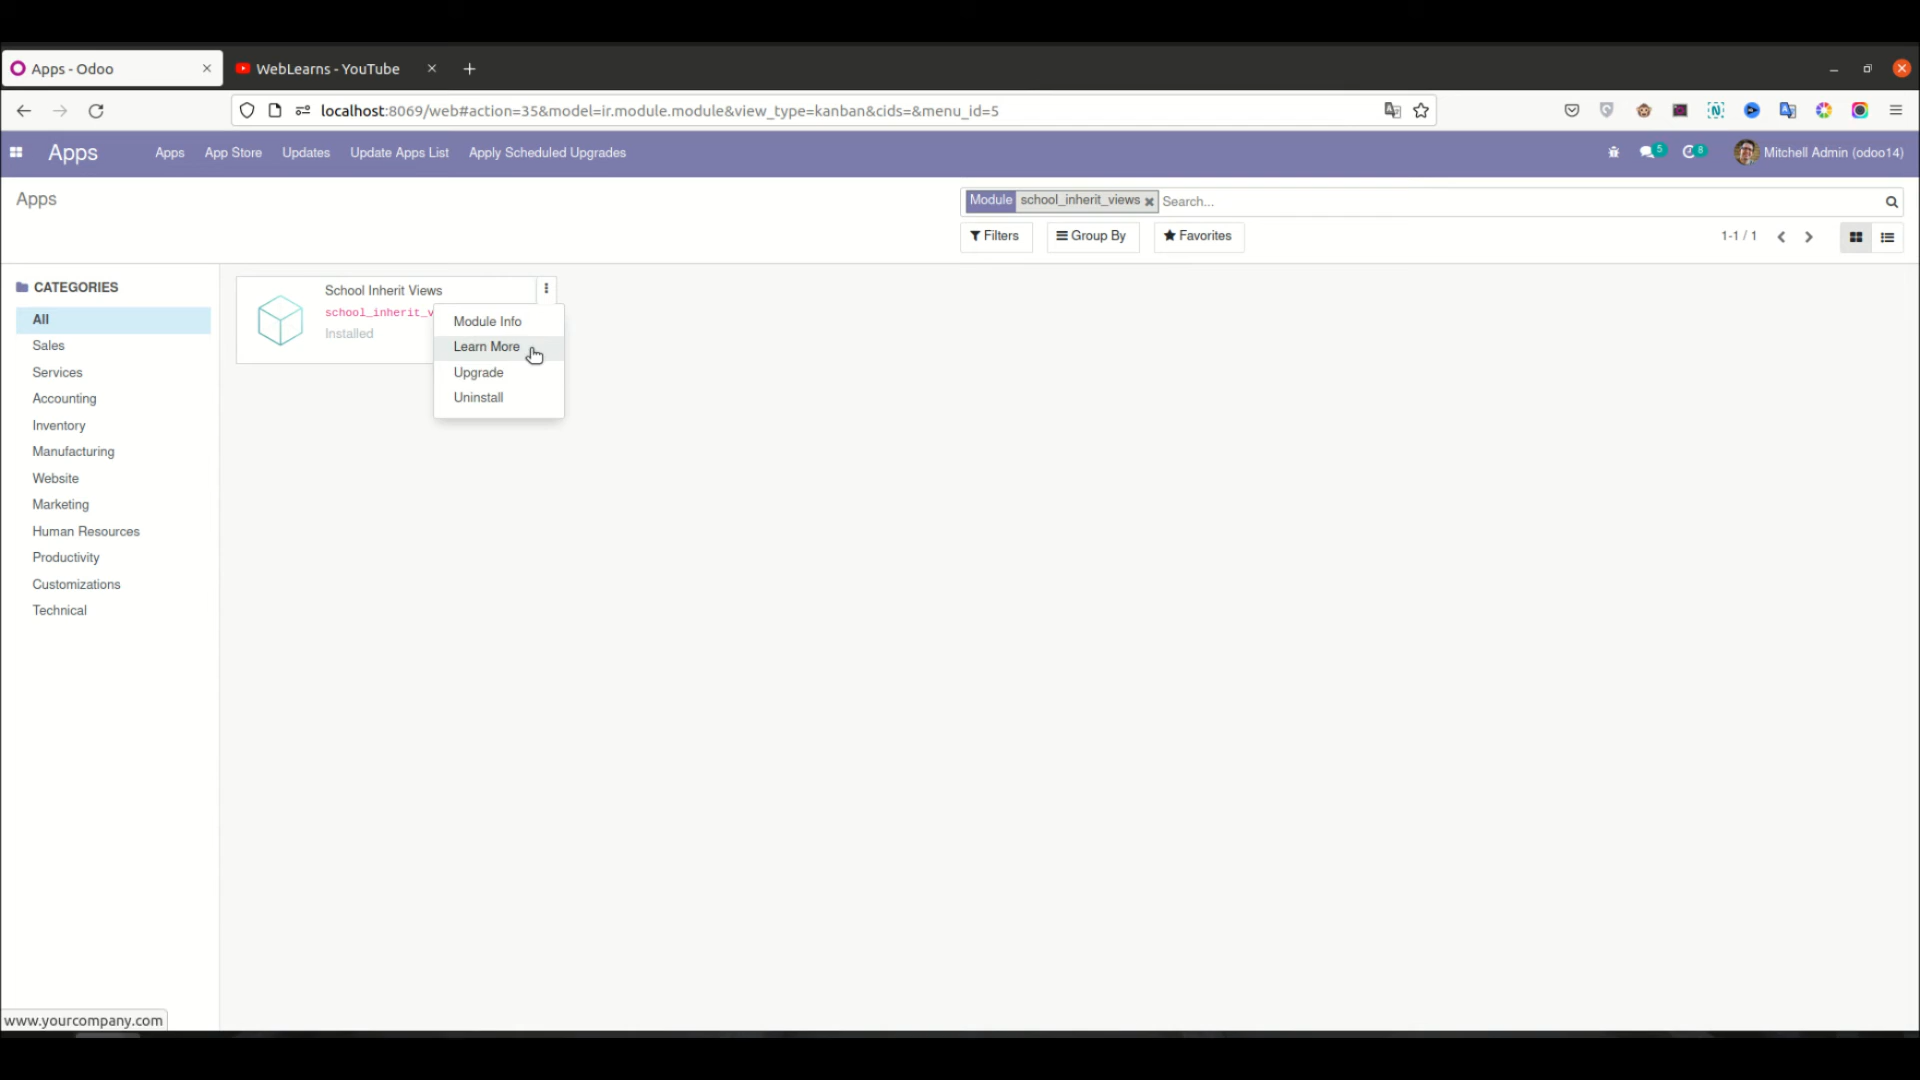 Apps - Odoo
WebLearns - YouTube
localhost:8069/web#action=35&model=ir.module.module&view_type=kanban&cids=&menu_id=5
Apps
Apps
App Store
Updates
Update Apps List
Apply Scheduled Upgrades
5
8
Mitchell Admin (odoo14)
Apps
Module school_inherit_views
Search...
Filters
Group By
Favorites
1-1 / 1
CATEGORIES
All
Sales
Services
Accounting
Inventory
Manufacturing
Website
Marketing
Human Resources
Productivity
Customizations
Technical
School Inherit Views
school_inherit_v
Installed
Module Info
Learn More
Upgrade
Uninstall
www.yourcompany.com